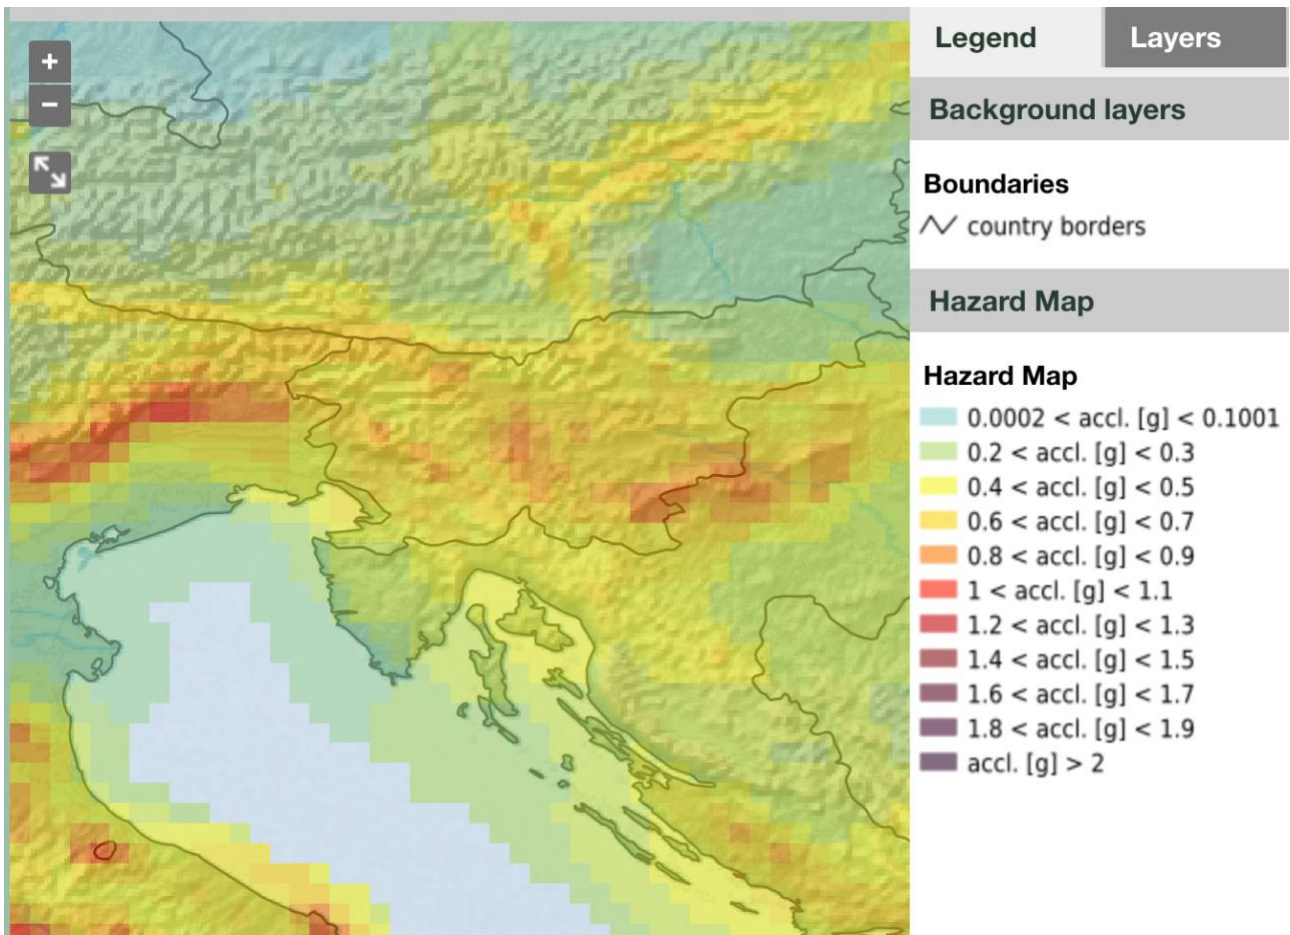 +
−
Legend
Layers
Background layers
Boundaries
country borders
Hazard Map
Hazard Map
0.0002 < accl. [g] < 0.1001
0.2 < accl. [g] < 0.3
0.4 < accl. [g] < 0.5
0.6 < accl. [g] < 0.7
0.8 < accl. [g] < 0.9
1 < accl. [g] < 1.1
1.2 < accl. [g] < 1.3
1.4 < accl. [g] < 1.5
1.6 < accl. [g] < 1.7
1.8 < accl. [g] < 1.9
accl. [g] > 2